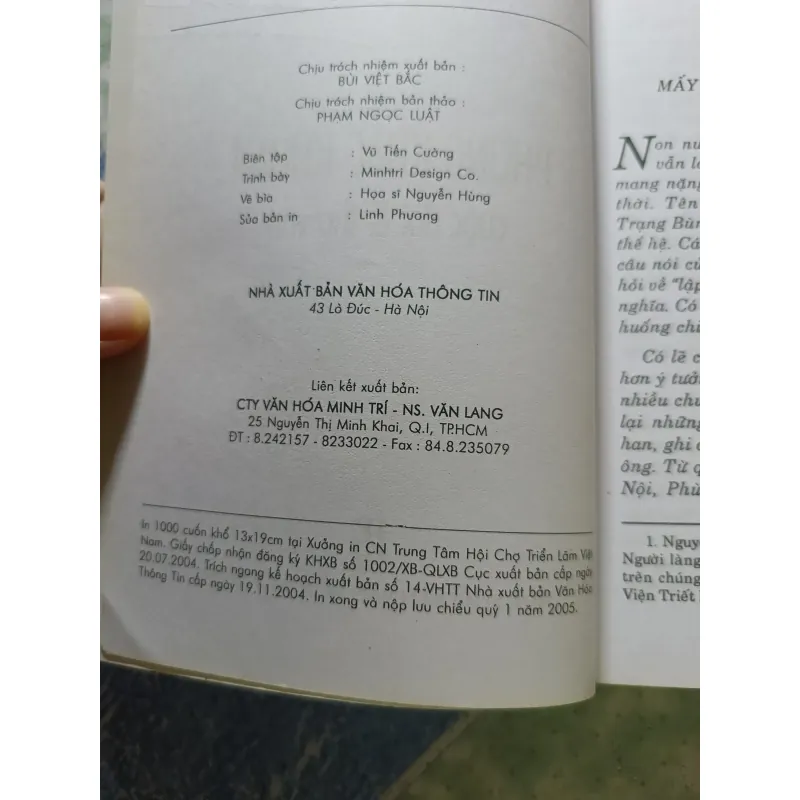 Chịu trách nhiệm xuất bản :
BÙI VIỆT BẮC
Chịu trách nhiệm bản thảo :
PHẠM NGỌC LUẬT
Biên tập : Vũ Tiến Cường
Trình bày : Minhtri Design Co.
Vẽ bìa : Họa sĩ Nguyễn Hùng
Sửa bản in : Linh Phương
NHÀ XUẤT BẢN VĂN HÓA THÔNG TIN
43 Lò Đúc - Hà Nội
Liên kết xuất bản:
CTY VĂN HÓA MINH TRÍ - NS. VĂN LANG
25 Nguyễn Thị Minh Khai, Q.I, TP.HCM
ĐT : 8.242157 - 8233022 - Fax : 84.8.235079
In 1000 cuốn khổ 13x19cm tại Xưởng in CN Trung Tâm Hội Chợ Triển Lãm Việt
Nam. Giấy chấp nhận đăng ký KHXB số 1002/XB-QLXB Cục xuất bản cấp ngày
20.07.2004. Trích ngang kế hoạch xuất bản số 14-VHTT Nhà xuất bản Văn Hóa
Thông Tin cấp ngày 19.11.2004. In xong và nộp lưu chiểu quý 1 năm 2005.
MẤY
Non nư
vẫn l
mang nặng
thời. Tên
Trạng Bùn
thế hệ. Cá
câu nói củ
hỏi về "lập
nghĩa. Có
huống chi
Có lẽ c
hơn ý tưở
nhiều chu
lại những
han, ghi c
ông. Từ q
Nội, Phù
1. Nguy
Người làng
trên chúng
Viện Triết